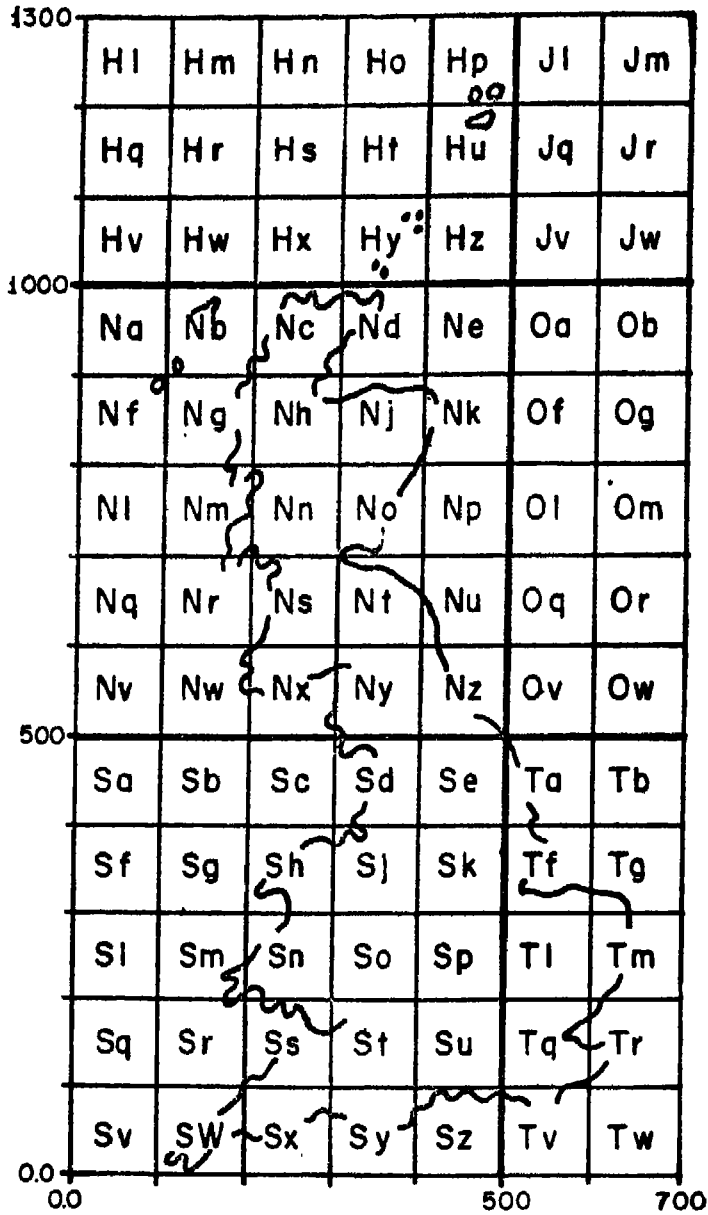 1300
Hl Hm Hn Ho Hp Jl Jm
Hq Hr Hs Ht Hu Jq Jr
Hv Hw Hx Hy Hz Jv Jw
1000
Na Nb Nc Nd Ne Oa Ob
Nf Ng Nh Nj Nk Of Og
Nl Nm Nn No Np Ol Om
Nq Nr Ns Nt Nu Oq Or
Nv Nw Nx Ny Nz Ov Ow
500
Sa Sb Sc Sd Se Ta Tb
Sf Sg Sh Sj Sk Tf Tg
Sl Sm Sn So Sp Tl Tm
Sq Sr Ss St Su Tq Tr
Sv SW Sx Sy Sz Tv Tw
0.0
0.0 500 700